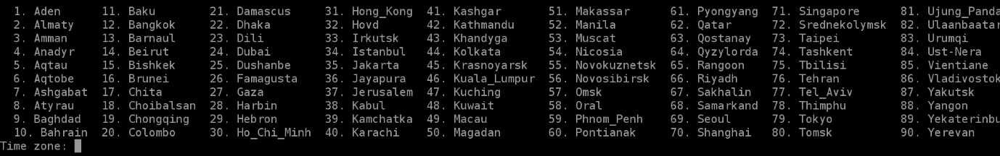 1. Aden 11. Baku 21. Damascus 31. Hong_Kong 41. Kashgar 51. Makassar 61. Pyongyang 71. Singapore 81. Ujung_Panda
2. Almaty 12. Bangkok 22. Dhaka 32. Hovd 42. Kathmandu 52. Manila 62. Qatar 72. Srednekolymsk 82. Ulaanbaatar
3. Amman 13. Barnaul 23. Dili 33. Irkutsk 43. Khandyga 53. Muscat 63. Qostanay 73. Taipei 83. Urumqi
4. Anadyr 14. Beirut 24. Dubai 34. Istanbul 44. Kolkata 54. Nicosia 64. Qyzylorda 74. Tashkent 84. Ust-Nera
5. Aqtau 15. Bishkek 25. Dushanbe 35. Jakarta 45. Krasnoyarsk 55. Novokuznetsk 65. Rangoon 75. Tbilisi 85. Vientiane
6. Aqtobe 16. Brunei 26. Famagusta 36. Jayapura 46. Kuala_Lumpur 56. Novosibirsk 66. Riyadh 76. Tehran 86. Vladivostok
7. Ashgabat 17. Chita 27. Gaza 37. Jerusalem 47. Kuching 57. Omsk 67. Sakhalin 77. Tel_Aviv 87. Yakutsk
8. Atyrau 18. Choibalsan 28. Harbin 38. Kabul 48. Kuwait 58. Oral 68. Samarkand 78. Thimphu 88. Yangon
9. Baghdad 19. Chongqing 29. Hebron 39. Kamchatka 49. Macau 59. Phnom_Penh 69. Seoul 79. Tokyo 89. Yekaterinbu
10. Bahrain 20. Colombo 30. Ho_Chi_Minh 40. Karachi 50. Magadan 60. Pontianak 70. Shanghai 80. Tomsk 90. Yerevan
Time zone: